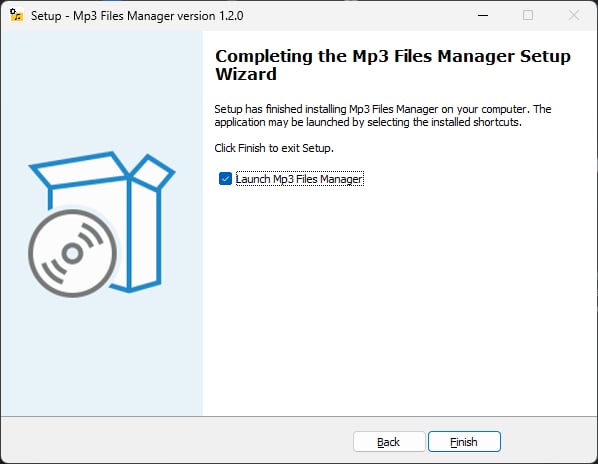 Setup - Mp3 Files Manager version 1.2.0
Completing the Mp3 Files Manager Setup
Wizard
Setup has finished installing Mp3 Files Manager on your computer. The
application may be launched by selecting the installed shortcuts.
Click Finish to exit Setup.
Launch Mp3 Files Manager
Back
Finish